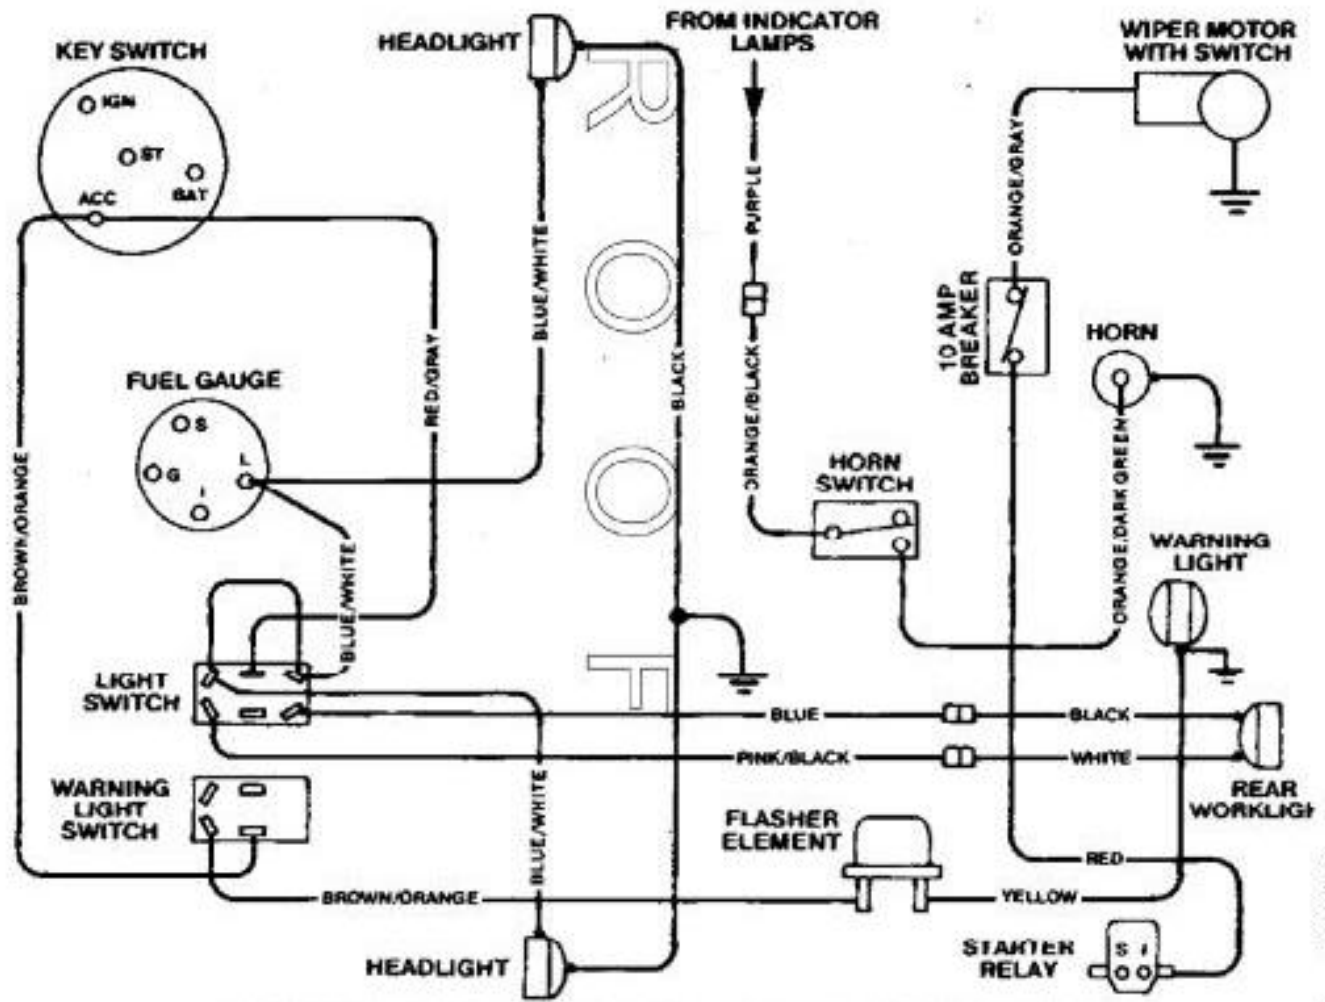 KEY SWITCH
IGN
ST
BAT
ACC
HEADLIGHT
FROM INDICATOR
LAMPS
WIPER MOTOR
WITH SWITCH
ROOF
BLUE/WHITE
BLACK
PURPLE
ORANGE/BLACK
ORANGE/GRAY
10 AMP
BREAKER
HORN
ORANGE/DARK GREEN
HORN
SWITCH
WARNING
LIGHT
FUEL GAUGE
S
G
L
I
RED/GRAY
BROWN/ORANGE
BLUE/WHITE
LIGHT
SWITCH
BLUE
BLACK
PINK/BLACK
WHITE
REAR
WORKLIGH
WARNING
LIGHT
SWITCH
BLUE/WHITE
FLASHER
ELEMENT
RED
BROWN/ORANGE
YELLOW
HEADLIGHT
STARTER
RELAY
S